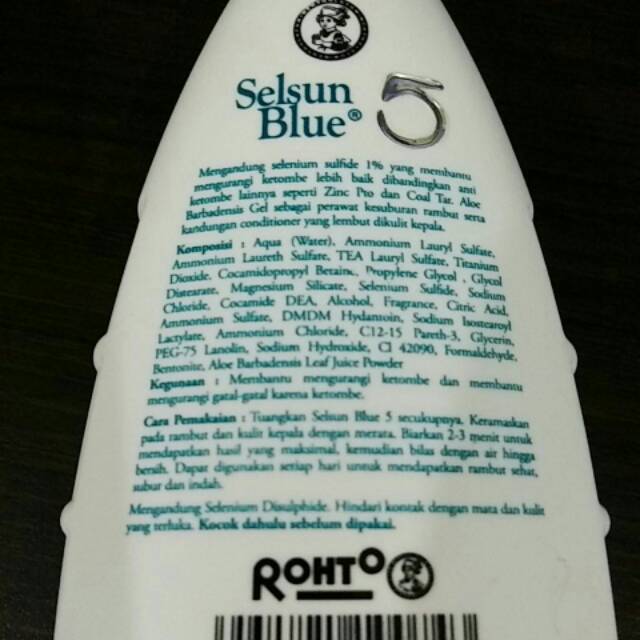 Selsun
Blue® 5
Mengandung selenium sulfide 1% yang membantu
mengurangi ketombe lebih baik dibandingkan anti
ketombe lainnya seperti Zinc Pro dan Coal Tar. Aloe
Barbadensis Gel sebagai perawat kesuburan rambut serta
kandungan conditioner yang lembut dikulit kepala.
Komposisi : Aqua (Water), Ammonium Lauryl Sulfate,
Ammonium Laureth Sulfate, TEA Lauryl Sulfate, Titanium
Dioxide, Cocamidopropyl Betain, Propylene Glycol , Glycol
Distearate, Magnesium Silicate, Selenium Sulfide, Sodium
Chloride, Cocamide DEA, Alcohol, Fragrance, Citric Acid,
Ammonium Sulfate, DMDM Hydantoin, Sodium Isosteroyl
Lactylate, Ammonium Chloride, C12-15 Pareth-3, Glycerin,
PEG-75 Lanolin, Sodium Hydroxide, CI 42090, Formaldehyde,
Bentonite, Aloe Barbadensis Leaf Juice Powder
Kegunaan : Membantu mengurangi ketombe dan membantu
mengurangi gatal-gatal karena ketombe.
Cara Pemakaian : Tuangkan Selsun Blue 5 secukupnya, Keramaskan
pada rambut dan kulit kepala dengan merata. Biarkan 2-3 menit untuk
mendapatkan hasil yang maksimal, kemudian bilas dengan air hingga
bersih. Dapat digunakan setiap hari untuk mendapatkan rambut sehat,
subur dan indah.
Mengandung Selenium Disulphide. Hindari kontak dengan mata dan kulit
yang terluka. Kocok dahulu sebelum dipakai.
ROHTO